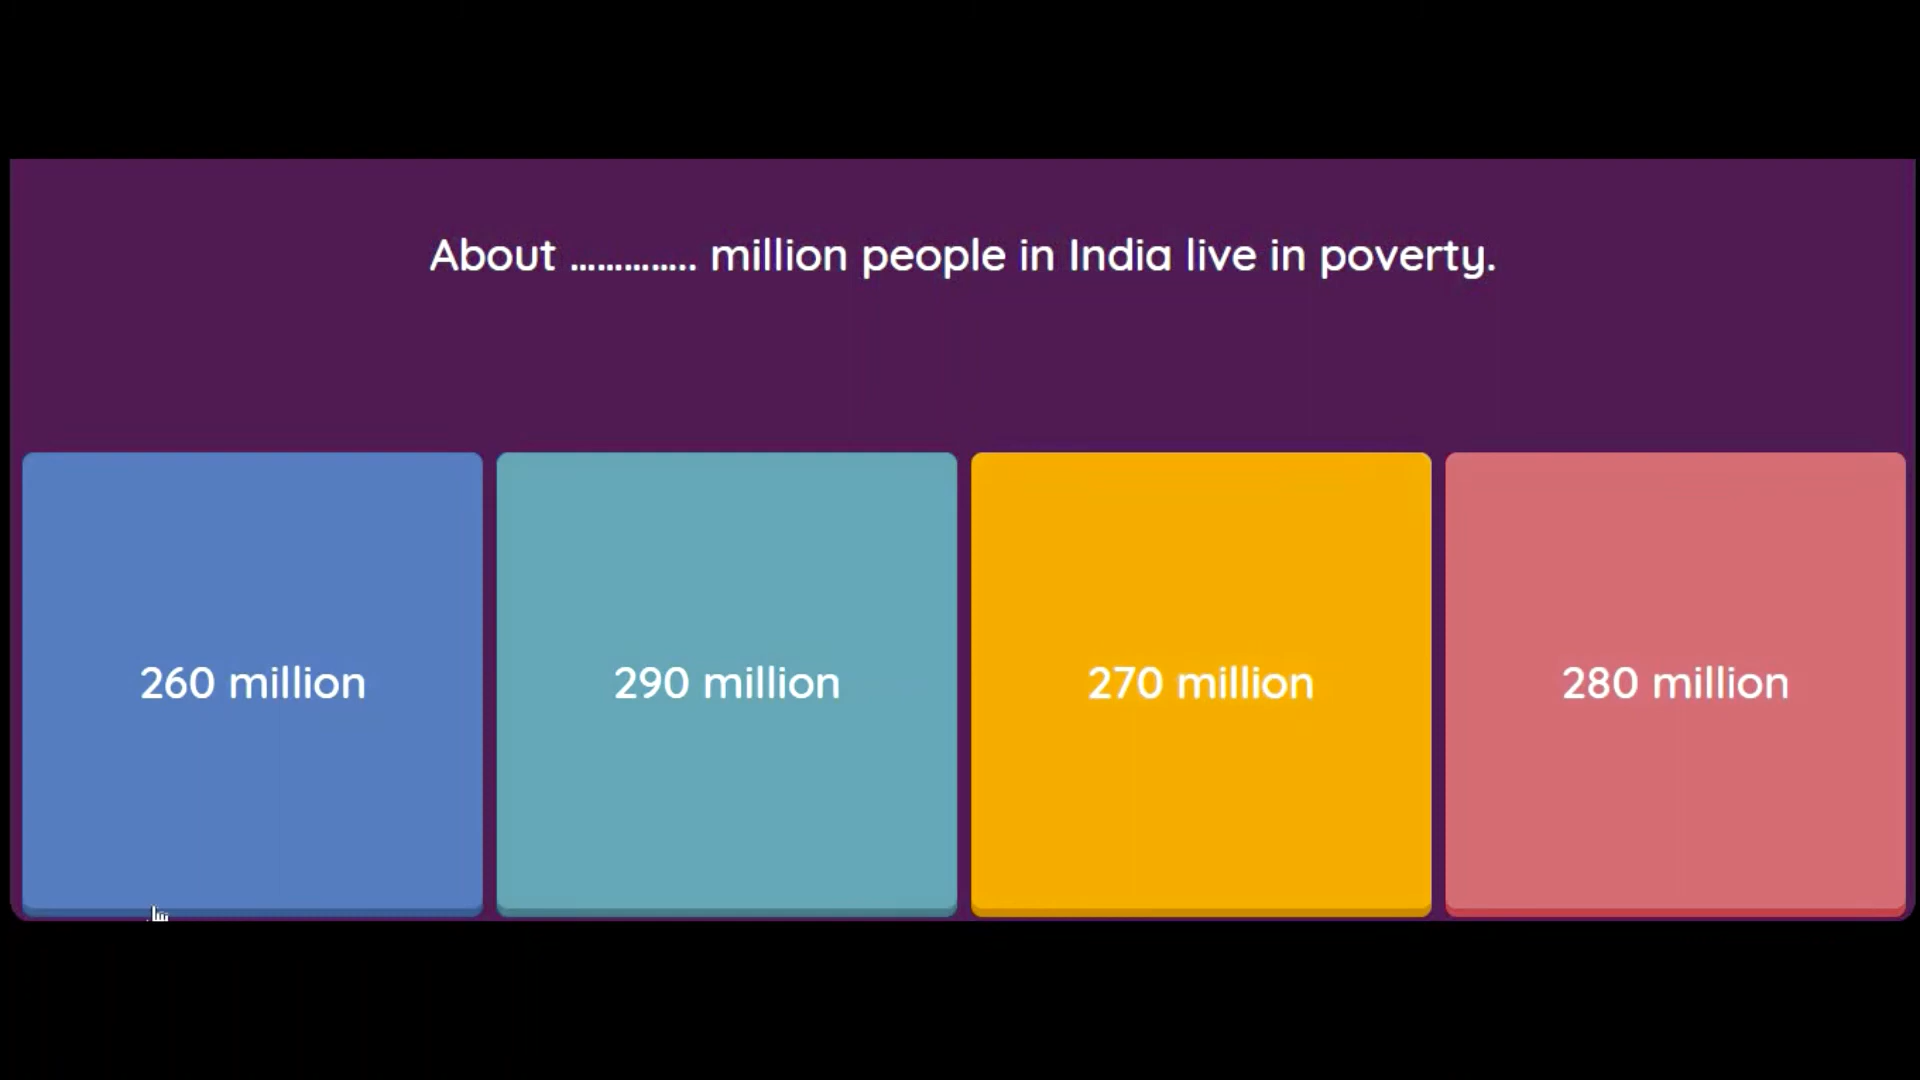 About ………….. million people in India live in poverty.
260 million
290 million
270 million
280 million